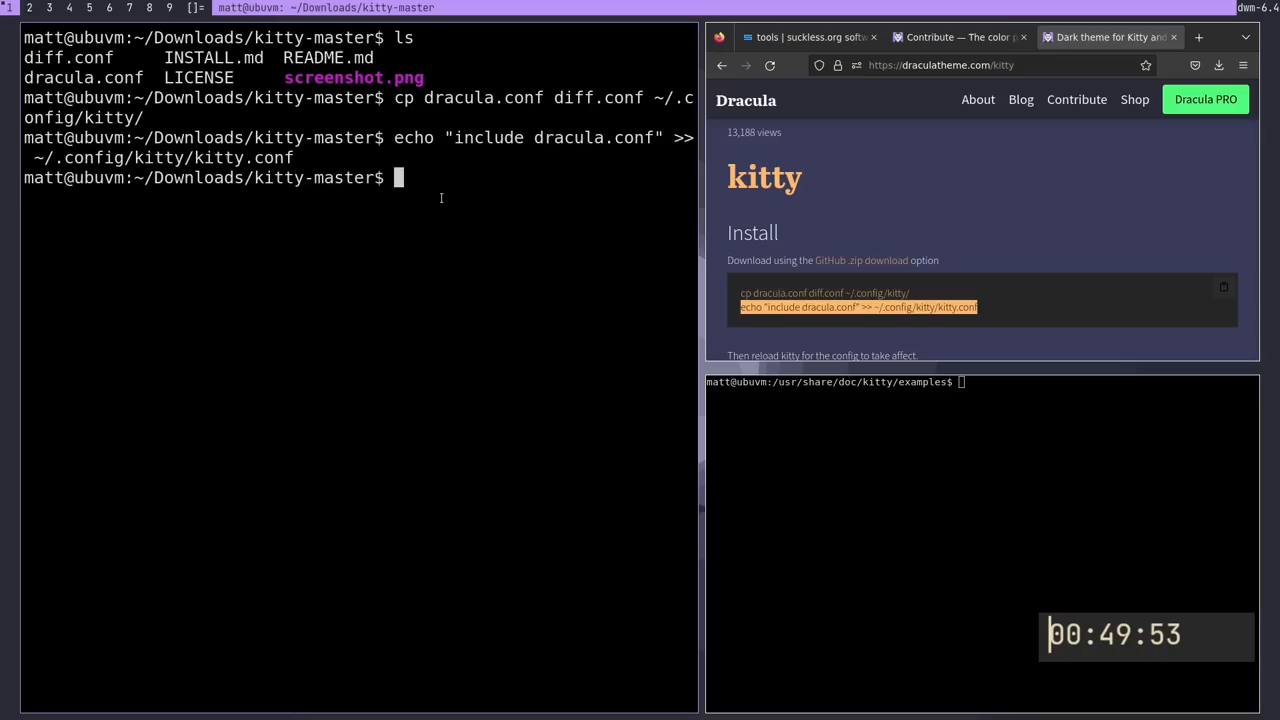 1 2 3 4 5 6 7 8 9 []= matt@ubuvm: ~/Downloads/kitty-master dwm-6.4
matt@ubuvm:~/Downloads/kitty-master$ ls
diff.conf INSTALL.md README.md
dracula.conf LICENSE screenshot.png
matt@ubuvm:~/Downloads/kitty-master$ cp dracula.conf diff.conf ~/.c
onfig/kitty/
matt@ubuvm:~/Downloads/kitty-master$ echo "include dracula.conf" >>
~/.config/kitty/kitty.conf
matt@ubuvm:~/Downloads/kitty-master$
tools | suckless.org softw Contribute — The color p Dark theme for Kitty and
https://draculatheme.com/kitty
Dracula About Blog Contribute Shop Dracula PRO
13,188 views
kitty
Install
Download using the GitHub .zip download option
cp dracula.conf diff.conf ~/.config/kitty/
echo "include dracula.conf" >> ~/.config/kitty/kitty.conf
Then reload kitty for the config to take affect.
matt@ubuvm:/usr/share/doc/kitty/examples$
00:49:53